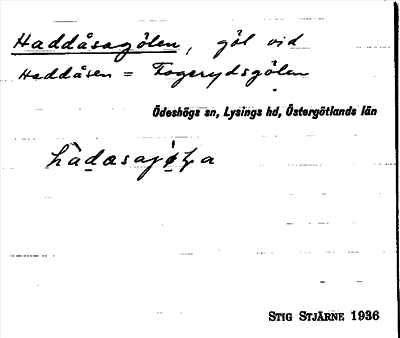 Haddåsagölen, göl vid
Haddåsen = Fogerydsgölen
Ödeshögs sn, Lysings hd, Östergötlands län
STIG STJÄRNE 1936